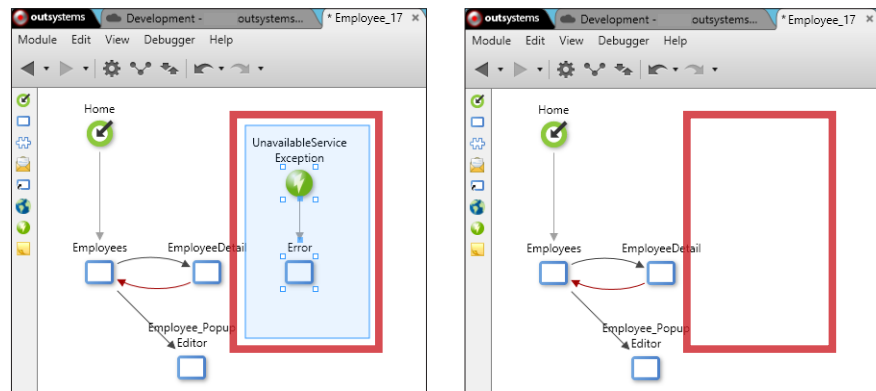 outsystems Development - outsystems... * Employee_17 ×
Module Edit View Debugger Help
Home
UnavailableService
Exception
Employees EmployeeDetail Error
Employee_Popup
Editor
outsystems Development - outsystems... * Employee_17 ×
Module Edit View Debugger Help
Home
Employees EmployeeDetail
Employee_Popup
Editor